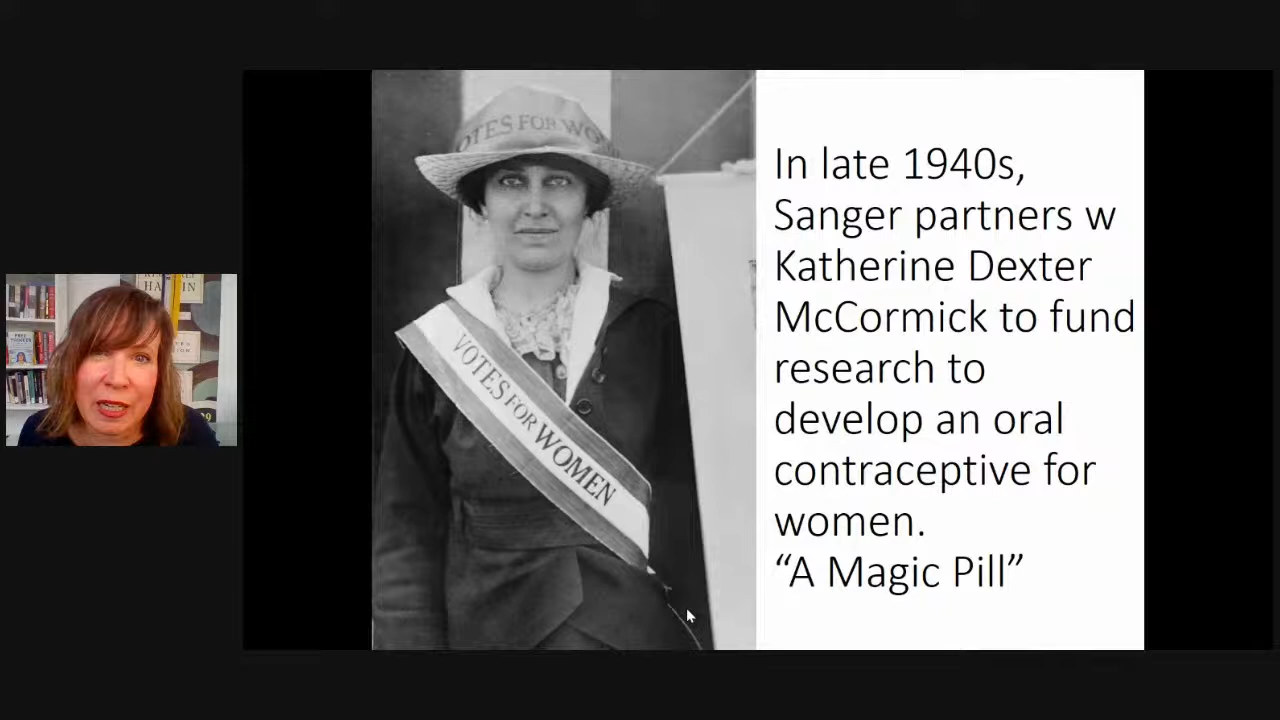 OTES FOR WO
VOTES FOR WOMEN
In late 1940s,
Sanger partners w
Katherine Dexter
McCormick to fund
research to
develop an oral
contraceptive for
women.
“A Magic Pill”